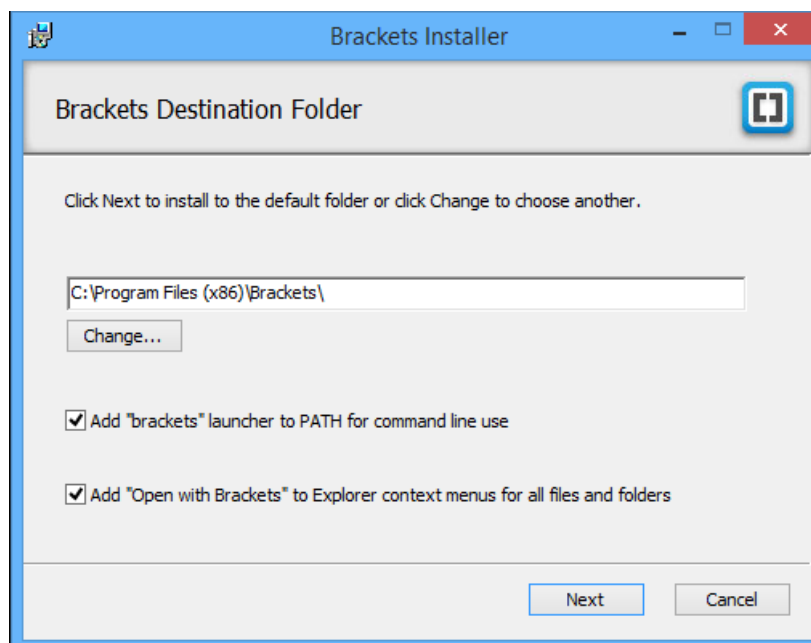 Brackets Installer
Brackets Destination Folder
Click Next to install to the default folder or click Change to choose another.
C:\Program Files (x86)\Brackets\
Change...
Add "brackets" launcher to PATH for command line use
Add "Open with Brackets" to Explorer context menus for all files and folders
Next Cancel